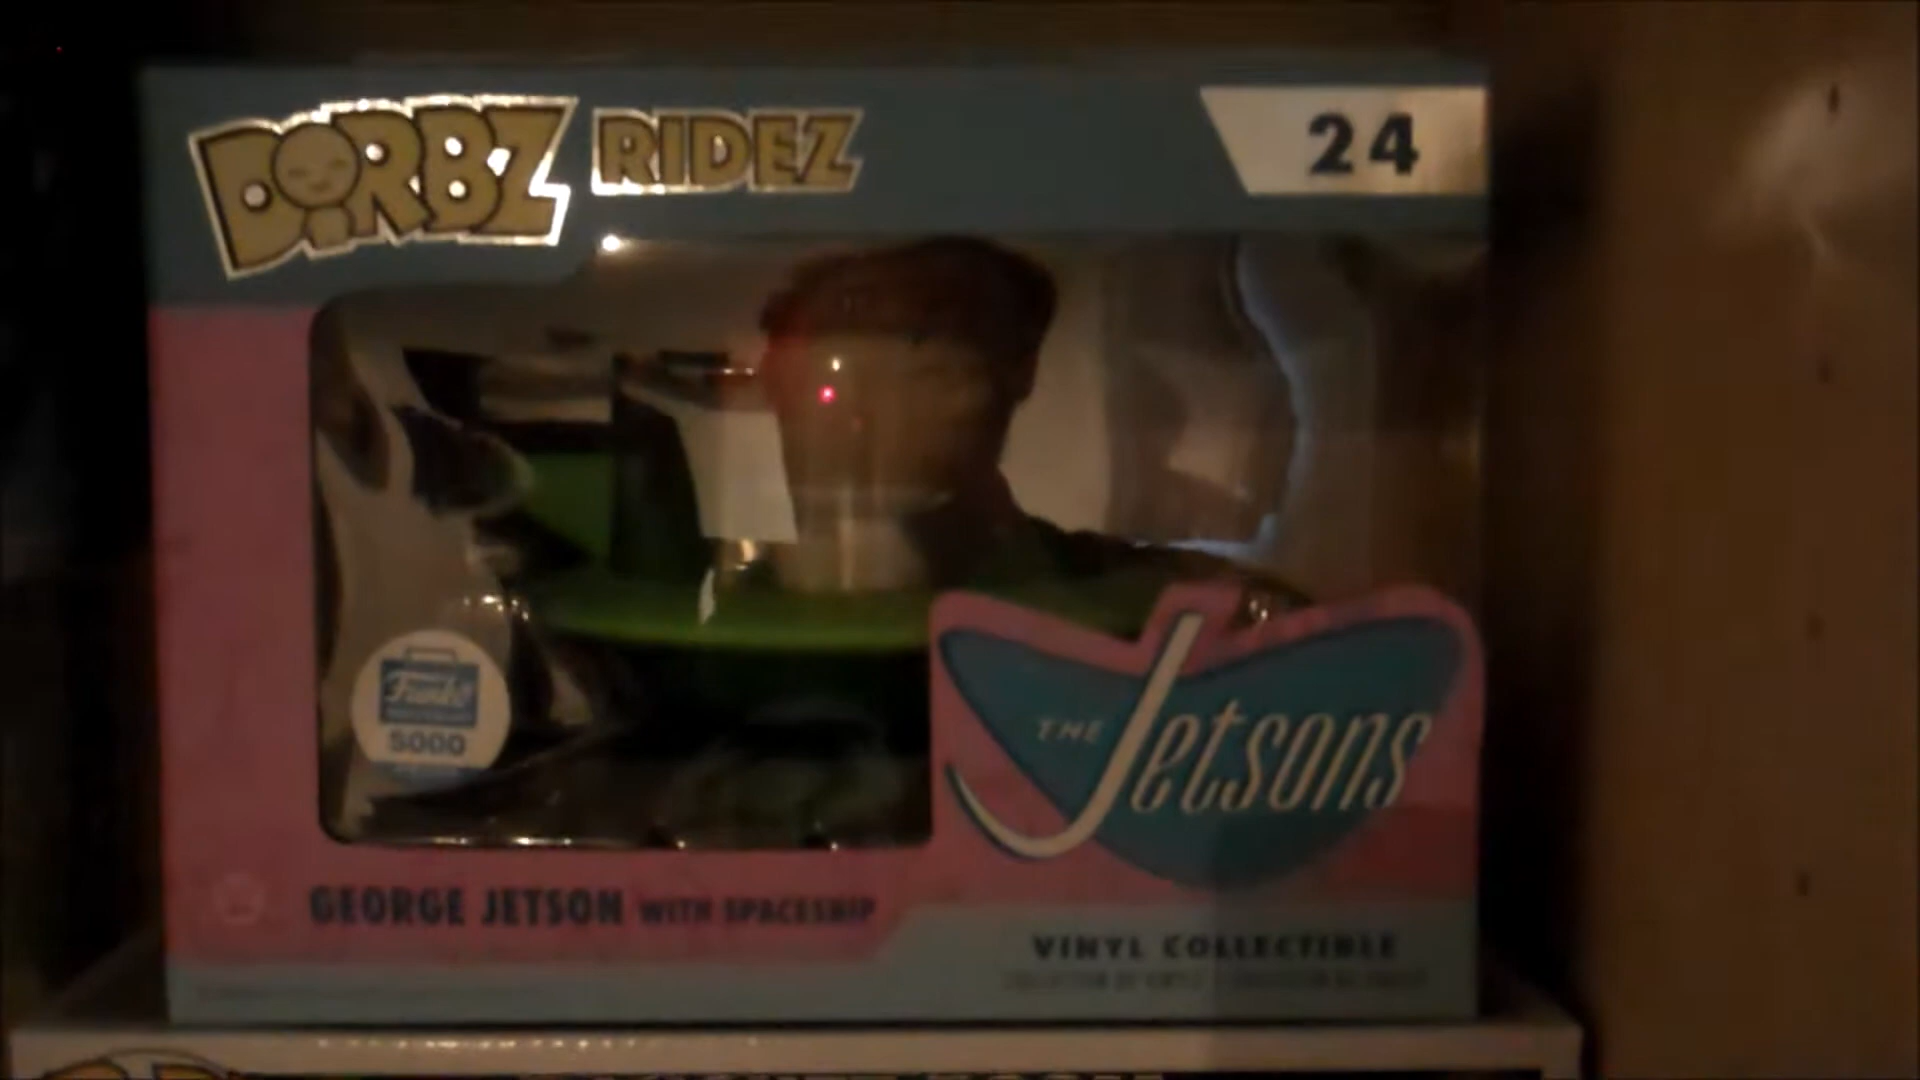 DORBZ RIDEZ
24
Funko
5000
THE Jetsons
GEORGE JETSON WITH SPACESHIP
VINYL COLLECTIBLE